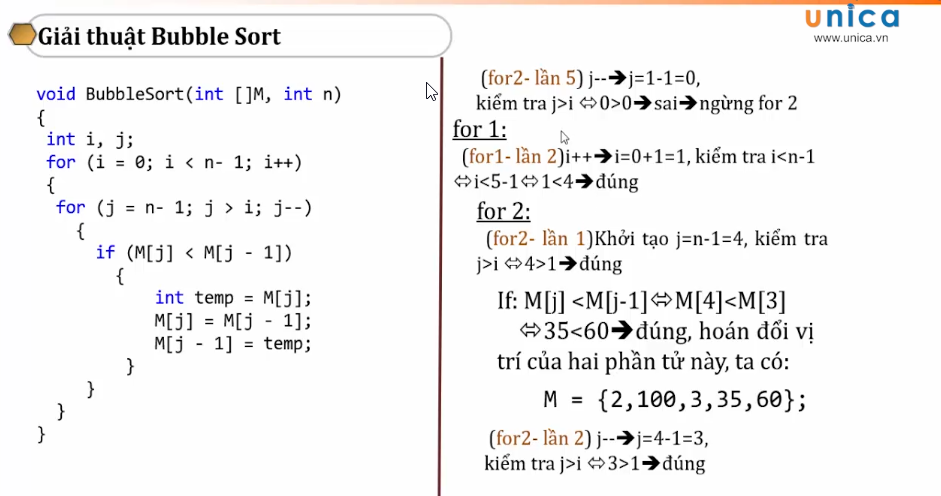 Giải thuật Bubble Sort
unica
www.unica.vn
void BubbleSort(int []M, int n)
{
int i, j;
for (i = 0; i < n- 1; i++)
{
for (j = n- 1; j > i; j--)
{
if (M[j] < M[j - 1])
{
int temp = M[j];
M[j] = M[j - 1];
M[j - 1] = temp;
}
}
}
}
(for2- lần 5) j--➔j=1-1=0,
kiểm tra j>i ⇔0>0➔sai➔ngừng for 2
for 1:
(for1- lần 2)i++➔i=0+1=1, kiểm tra i<n-1
⇔i<5-1⇔1<4➔đúng
for 2:
(for2- lần 1)Khởi tạo j=n-1=4, kiểm tra
j>i ⇔4>1➔đúng
If: M[j] <M[j-1]⇔M[4]<M[3]
⇔35<60➔đúng, hoán đổi vị
trí của hai phần tử này, ta có:
M = {2,100,3,35,60};
(for2- lần 2) j--➔j=4-1=3,
kiểm tra j>i ⇔3>1➔đúng